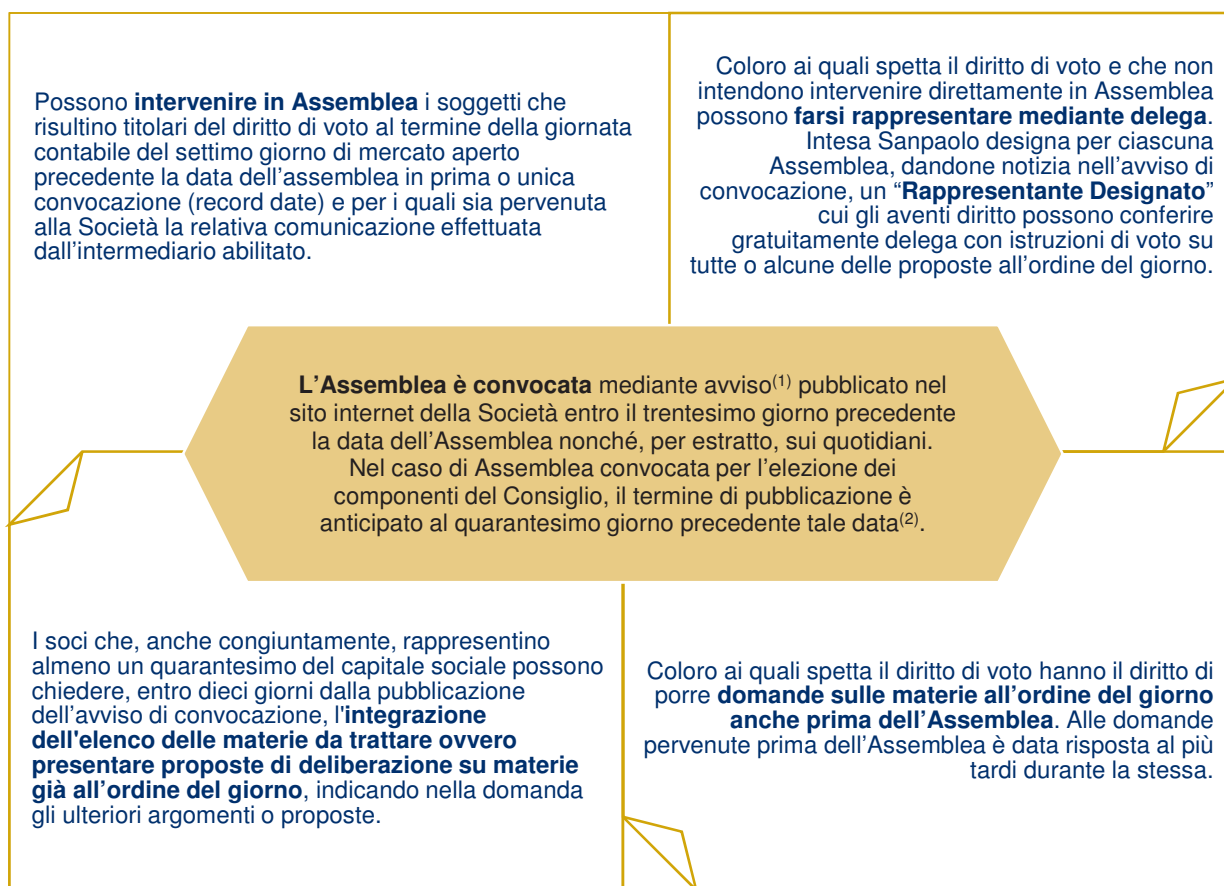 Possono intervenire in Assemblea i soggetti che
risultino titolari del diritto di voto al termine della giornata
contabile del settimo giorno di mercato aperto
precedente la data dell’assemblea in prima o unica
convocazione (record date) e per i quali sia pervenuta
alla Società la relativa comunicazione effettuata
dall’intermediario abilitato.
Coloro ai quali spetta il diritto di voto e che non
intendono intervenire direttamente in Assemblea
possono farsi rappresentare mediante delega.
Intesa Sanpaolo designa per ciascuna
Assemblea, dandone notizia nell’avviso di
convocazione, un “Rappresentante Designato”
cui gli aventi diritto possono conferire
gratuitamente delega con istruzioni di voto su
tutte o alcune delle proposte all’ordine del giorno.
L’Assemblea è convocata mediante avviso(1) pubblicato nel
sito internet della Società entro il trentesimo giorno precedente
la data dell’Assemblea nonché, per estratto, sui quotidiani.
Nel caso di Assemblea convocata per l’elezione dei
componenti del Consiglio, il termine di pubblicazione è
anticipato al quarantesimo giorno precedente tale data(2).
I soci che, anche congiuntamente, rappresentino
almeno un quarantesimo del capitale sociale possono
chiedere, entro dieci giorni dalla pubblicazione
dell’avviso di convocazione, l'integrazione
dell'elenco delle materie da trattare ovvero
presentare proposte di deliberazione su materie
già all’ordine del giorno, indicando nella domanda
gli ulteriori argomenti o proposte.
Coloro ai quali spetta il diritto di voto hanno il diritto di
porre domande sulle materie all’ordine del giorno
anche prima dell’Assemblea. Alle domande
pervenute prima dell’Assemblea è data risposta al più
tardi durante la stessa.